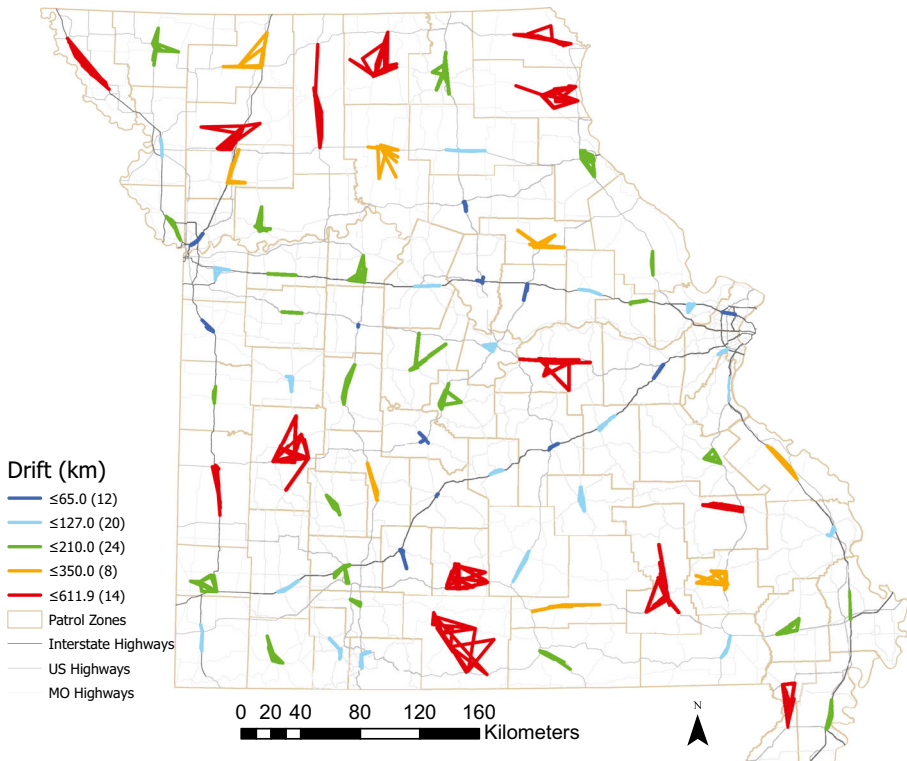 Drift (km)
≤65.0 (12)
≤127.0 (20)
≤210.0 (24)
≤350.0 (8)
≤611.9 (14)
Patrol Zones
Interstate Highways
US Highways
MO Highways
0 20 40 80 120 160
Kilometers
N